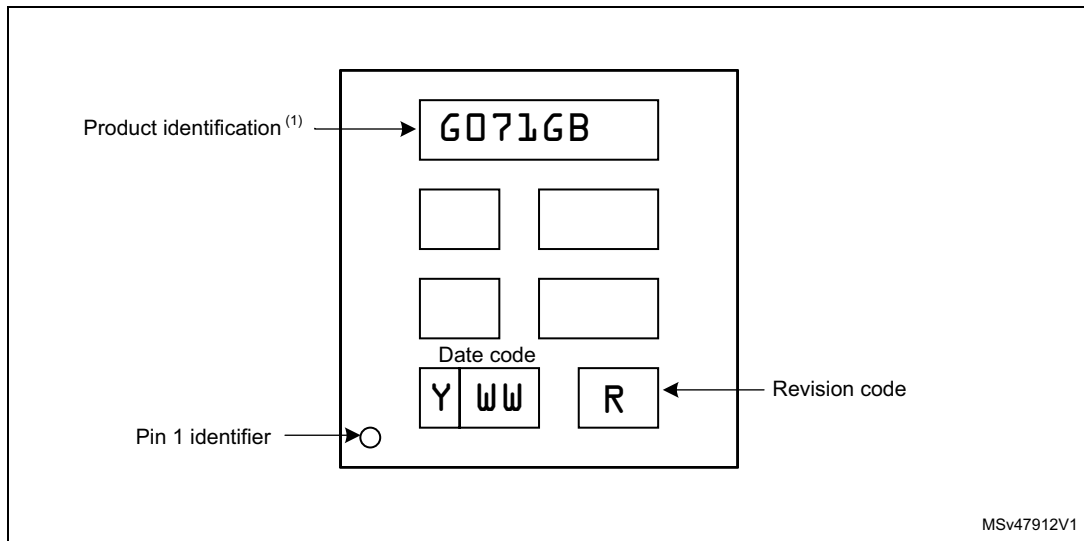 Product identification (1)
G071GB
Date code
Y WW
R
Revision code
Pin 1 identifier
MSv47912V1